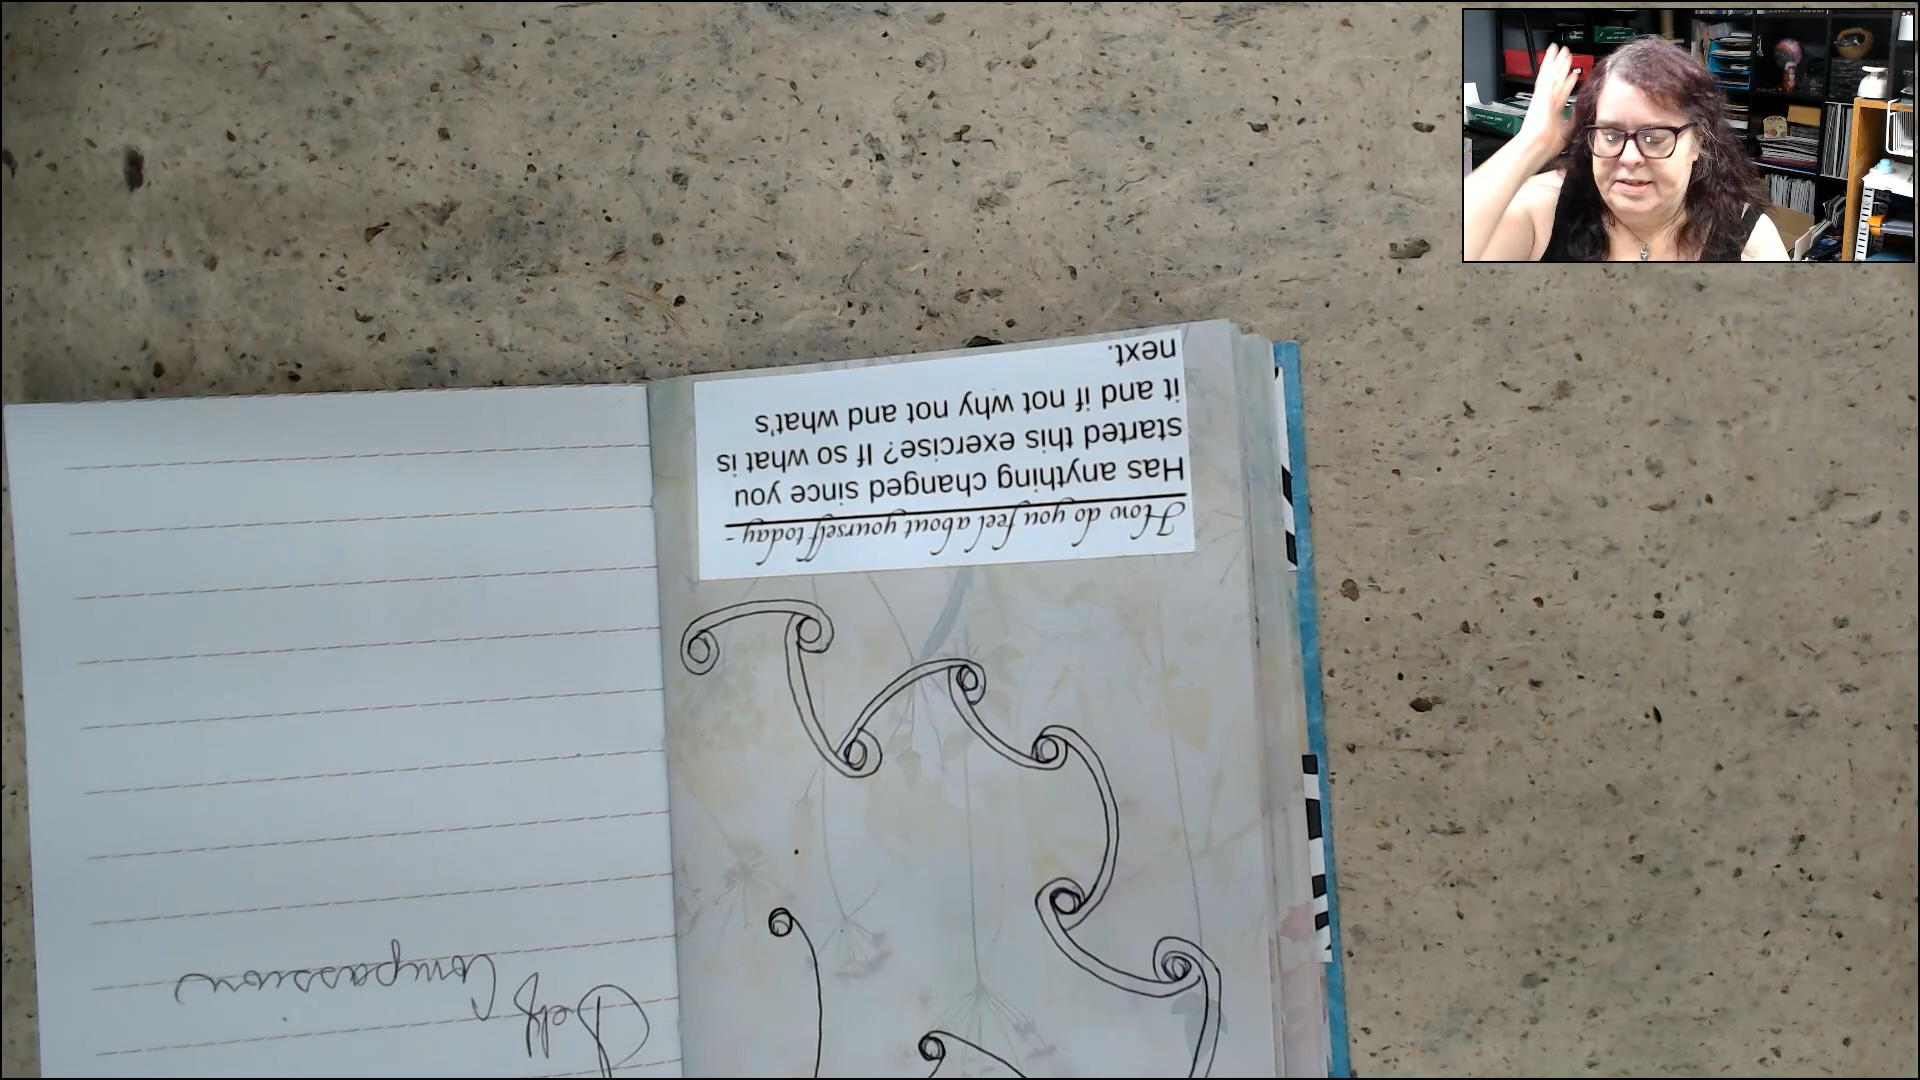 How do you feel about yourself today -
Has anything changed since you
started this exercise? If so what is
it and if not why not and what's
next.
Self
Compassion